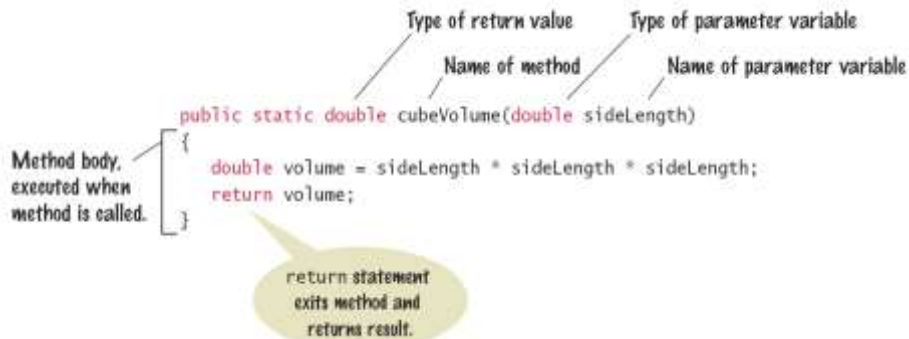 Type of return value
Type of parameter variable
Name of method
Name of parameter variable
public static double cubeVolume(double sideLength)
{
double volume = sideLength * sideLength * sideLength;
return volume;
}
Method body,
executed when
method is called.
return statement
exits method and
returns result.